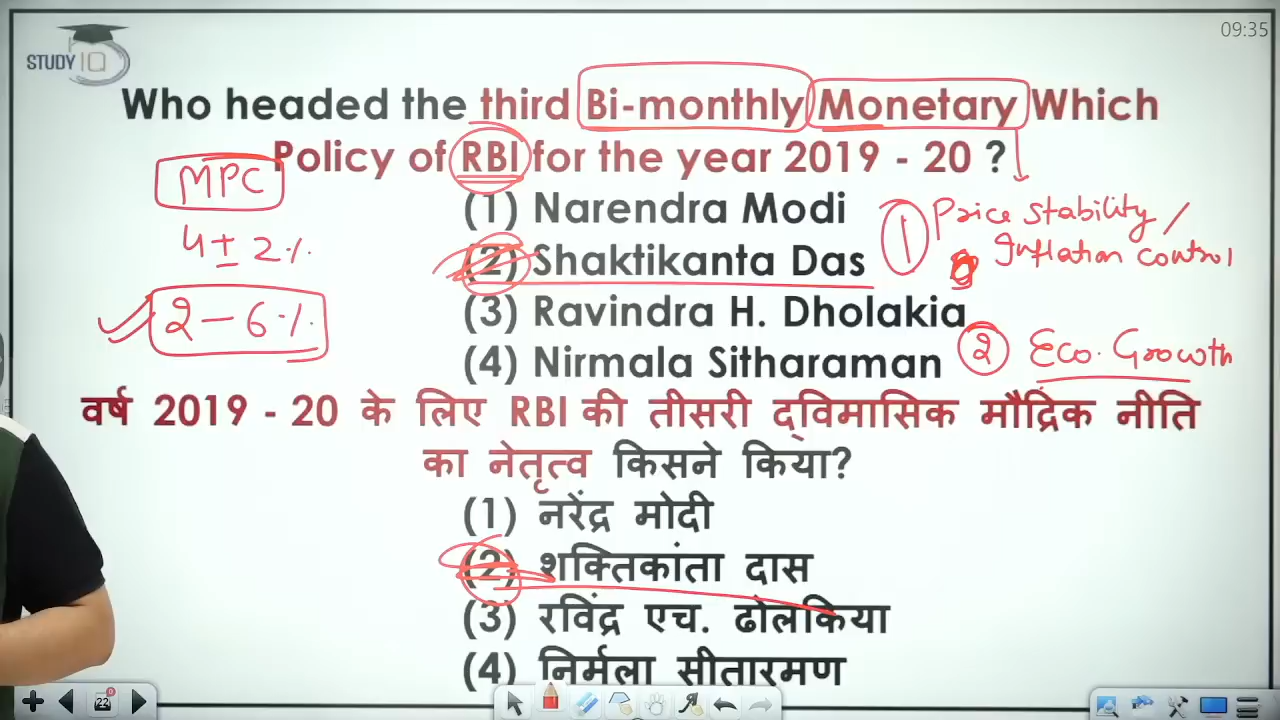 09:35
STUDY IQ
Who headed the third Bi-monthly Monetary Which
Policy of RBI for the year 2019 - 20 ?
MPC
(1) Narendra Modi
① Price stability /
Inflation control
4 ± 2%.
(2) Shaktikanta Das
2 - 6%.
(3) Ravindra H. Dholakia
② Eco. Growth
(4) Nirmala Sitharaman
वर्ष 2019 - 20 के लिए RBI की तीसरी द्विमासिक मौद्रिक नीति
का नेतृत्व किसने किया?
(1) नरेंद्र मोदी
(2) शक्तिकांता दास
(3) रविंद्र एच. ढोलकिया
(4) निर्मला सीतारमण
22